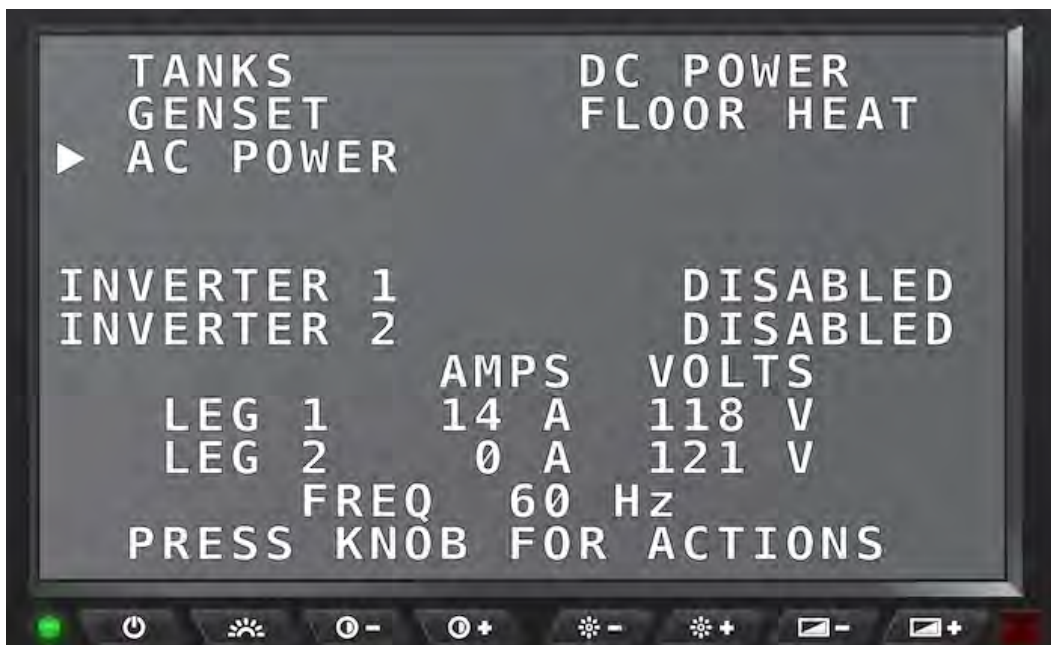 TANKS DC POWER
GENSET FLOOR HEAT
AC POWER
INVERTER 1 DISABLED
INVERTER 2 DISABLED
AMPS VOLTS
LEG 1 14 A 118 V
LEG 2 0 A 121 V
FREQ 60 Hz
PRESS KNOB FOR ACTIONS